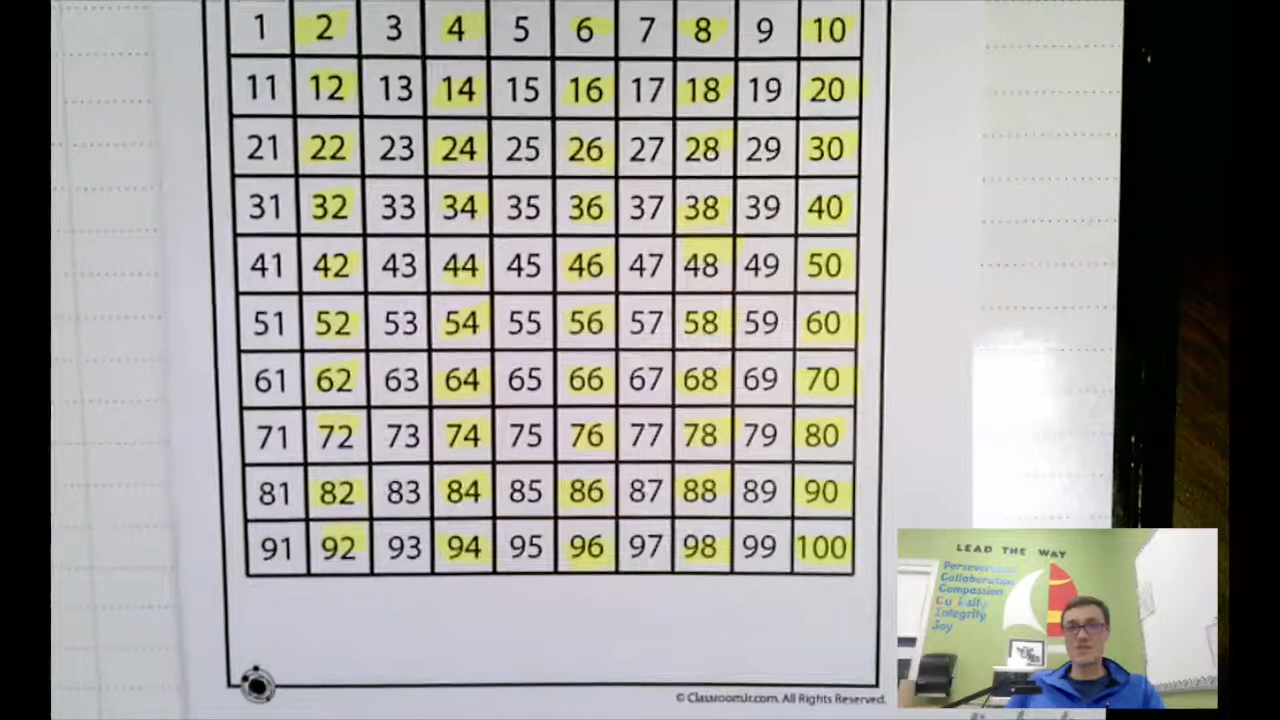 1 2 3 4 5 6 7 8 9 10
11 12 13 14 15 16 17 18 19 20
21 22 23 24 25 26 27 28 29 30
31 32 33 34 35 36 37 38 39 40
41 42 43 44 45 46 47 48 49 50
51 52 53 54 55 56 57 58 59 60
61 62 63 64 65 66 67 68 69 70
71 72 73 74 75 76 77 78 79 80
81 82 83 84 85 86 87 88 89 90
91 92 93 94 95 96 97 98 99 100
© ClassroomJr.com. All Rights Reserved.
LEAD THE WAY
Collaboration
Compassion
Integrity
Joy